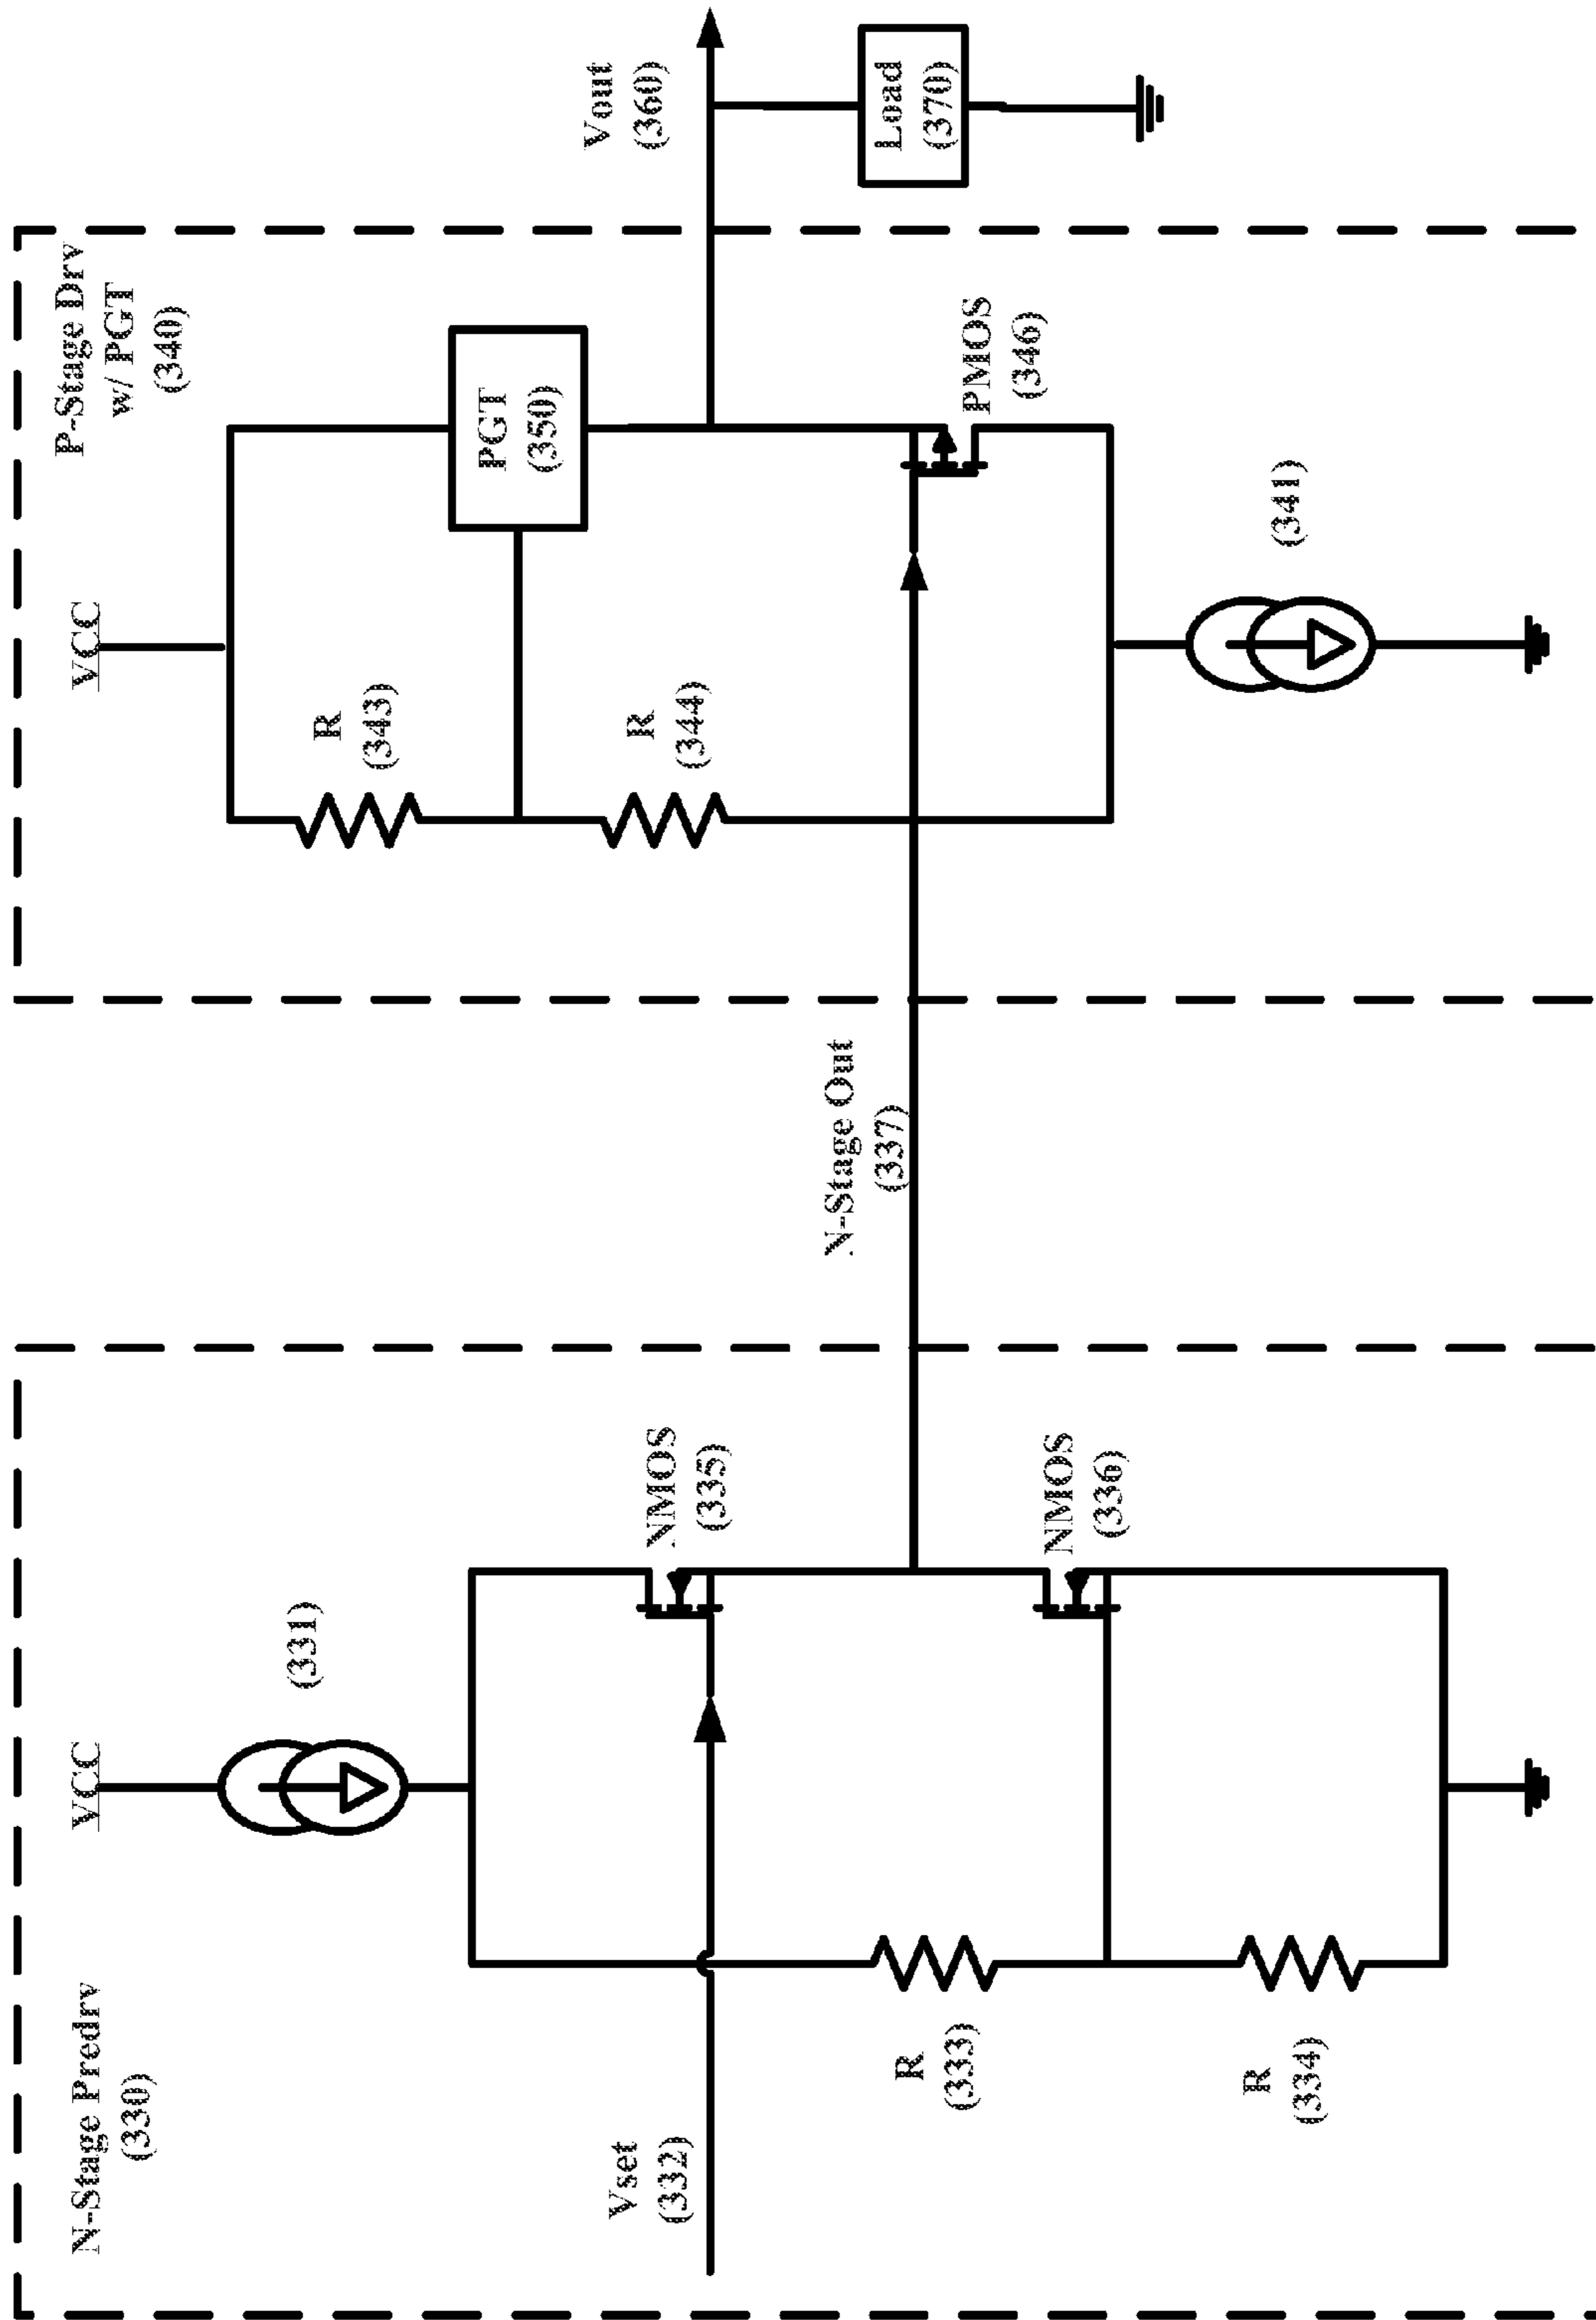 N-Stage Predrv
(330)
VCC
(331)
Vset
(332)
R
(333)
R
(334)
NMOS
(335)
NMOS
(336)
N-Stage Out
(337)
P-Stage Drv
w/ PGT
(340)
VCC
R
(343)
R
(344)
PGT
(350)
PMOS
(346)
(341)
Vout
(360)
Load
(370)